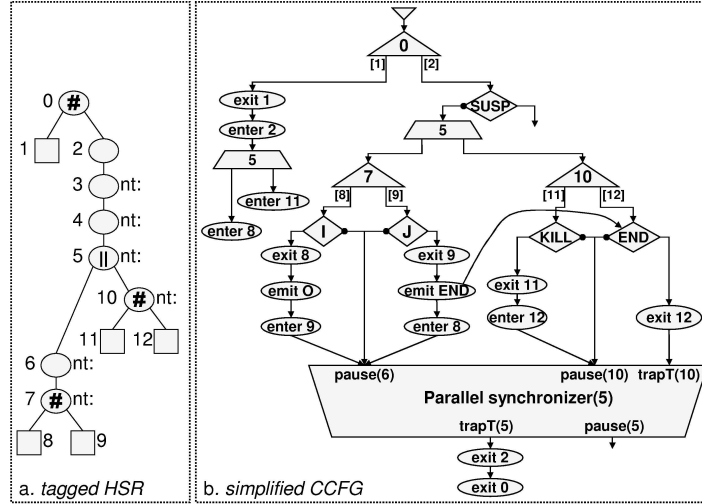 0 #
1
2
3 nt:
4 nt:
5 || nt:
10 # nt:
11 12
6 nt:
7 # nt:
8 9
a. tagged HSR
0
[1] [2]
exit 1
enter 2
5
enter 11
enter 8
SUSP
5
7
[8] [9]
10
[11] [12]
I
J
KILL
END
exit 8
emit O
enter 9
exit 9
emit END
enter 8
exit 11
enter 12
exit 12
pause(6) pause(10) trapT(10)
Parallel synchronizer(5)
trapT(5) pause(5)
exit 2
exit 0
b. simplified CCFG